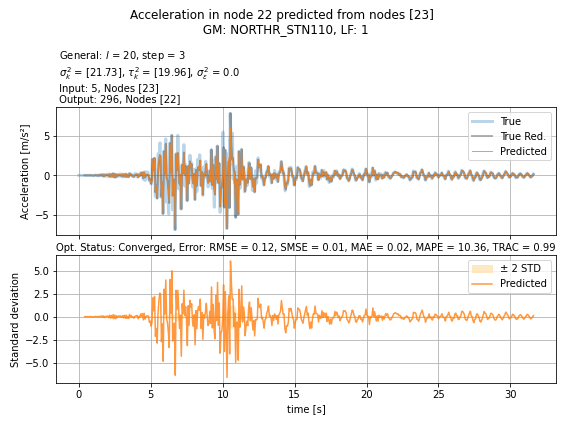 Acceleration in node 22 predicted from nodes [23]
GM: NORTHR_STN110, LF: 1
General: l = 20, step = 3
σ²ₖ = [21.73], τ²ₖ = [19.96], σ²ε = 0.0
Input: 5, Nodes [23]
Output: 296, Nodes [22]
True
True Red.
Predicted
Acceleration [m/s²]
5
0
−5
Opt. Status: Converged, Error: RMSE = 0.12, SMSE = 0.01, MAE = 0.02, MAPE = 10.36, TRAC = 0.99
± 2 STD
Predicted
Standard deviation
5.0
2.5
0.0
−2.5
−5.0
0 5 10 15 20 25 30
time [s]